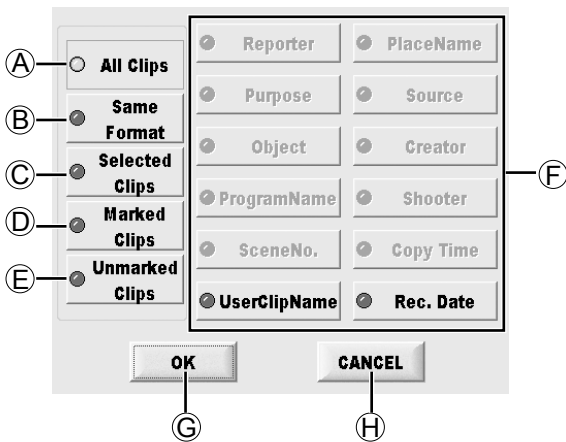 A
All Clips
B
Same
Format
C
Selected
Clips
D
Marked
Clips
E
Unmarked
Clips
Reporter
PlaceName
Purpose
Source
Object
Creator
ProgramName
Shooter
SceneNo.
Copy Time
UserClipName
Rec. Date
F
OK
CANCEL
G
H